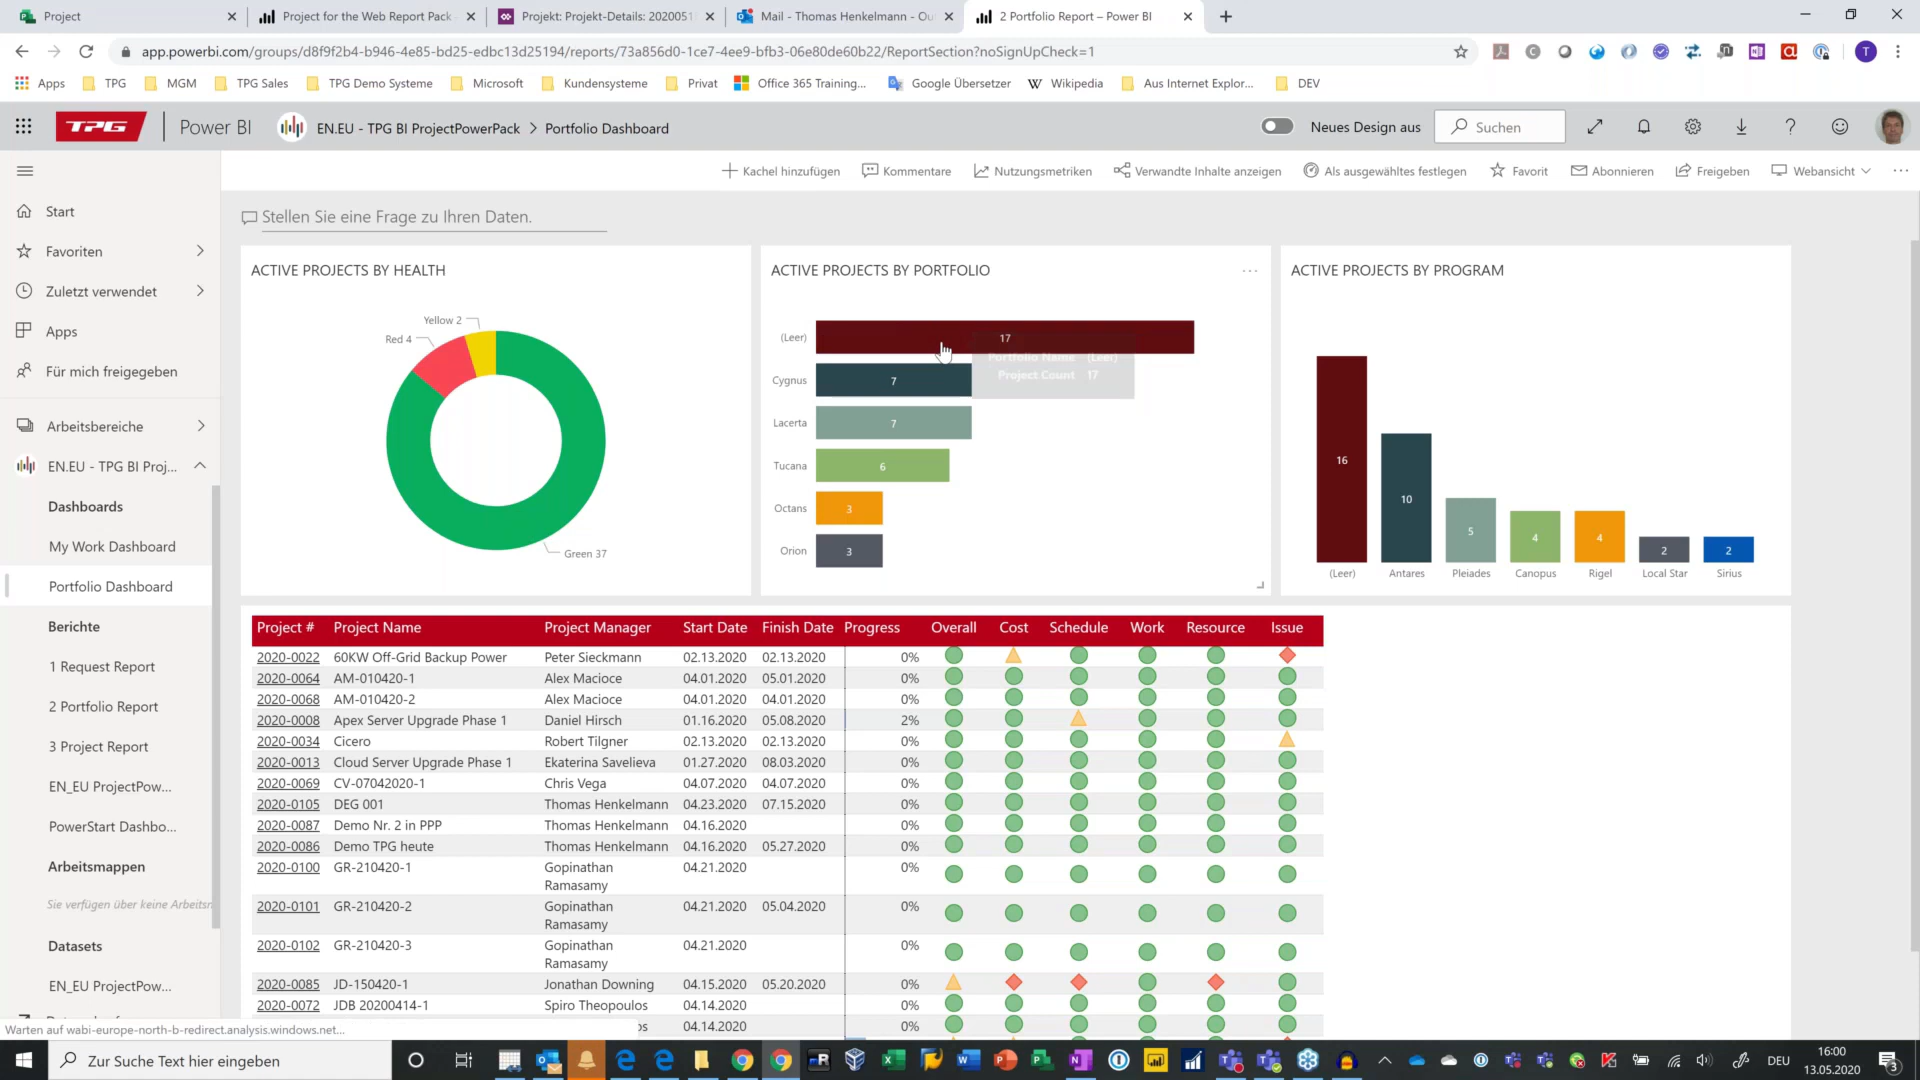 Project
Project for the Web Report Pack
Projekt: Projekt-Details: 2020051
Mail - Thomas Henkelmann - Ou
2 Portfolio Report – Power BI
app.powerbi.com/groups/d8f9f2b4-b946-4e85-bd25-edbc13d25194/reports/73a856d0-1ce7-4ee9-bfb3-06e80de60b22/ReportSection?noSignUpCheck=1
Apps TPG MGM TPG Sales TPG Demo Systeme Microsoft Kundensysteme Privat Office 365 Training... Google Übersetzer Wikipedia Aus Internet Explor... DEV
TPG Power BI EN.EU - TPG BI ProjectPowerPack > Portfolio Dashboard Neues Design aus Suchen
Kachel hinzufügen Kommentare Nutzungsmetriken Verwandte Inhalte anzeigen Als ausgewähltes festlegen Favorit Abonnieren Freigeben Webansicht
Start
Favoriten
Zuletzt verwendet
Apps
Für mich freigegeben
Arbeitsbereiche
EN.EU - TPG BI Proj...
Dashboards
My Work Dashboard
Portfolio Dashboard
Berichte
1 Request Report
2 Portfolio Report
3 Project Report
EN_EU ProjectPow...
PowerStart Dashbo...
Arbeitsmappen
Sie verfügen über keine Arbeitsn
Datasets
EN_EU ProjectPow...
Stellen Sie eine Frage zu Ihren Daten.
ACTIVE PROJECTS BY HEALTH
Yellow 2
Red 4
Green 37
ACTIVE PROJECTS BY PORTFOLIO
(Leer) 17
Portfolio Name (Leer)
Project Count 17
Cygnus 7
Lacerta 7
Tucana 6
Octans 3
Orion 3
ACTIVE PROJECTS BY PROGRAM
16 10 5 4 4 2 2
(Leer) Antares Pleiades Canopus Rigel Local Star Sirius
Project # Project Name Project Manager Start Date Finish Date Progress Overall Cost Schedule Work Resource Issue
2020-0022 60KW Off-Grid Backup Power Peter Sieckmann 02.13.2020 02.13.2020 0%
2020-0064 AM-010420-1 Alex Macioce 04.01.2020 05.01.2020 0%
2020-0068 AM-010420-2 Alex Macioce 04.01.2020 04.01.2020 0%
2020-0008 Apex Server Upgrade Phase 1 Daniel Hirsch 01.16.2020 05.08.2020 2%
2020-0034 Cicero Robert Tilgner 02.13.2020 02.13.2020 0%
2020-0013 Cloud Server Upgrade Phase 1 Ekaterina Savelieva 01.27.2020 08.03.2020 0%
2020-0069 CV-07042020-1 Chris Vega 04.07.2020 04.07.2020 0%
2020-0105 DEG 001 Thomas Henkelmann 04.23.2020 07.15.2020 0%
2020-0087 Demo Nr. 2 in PPP Thomas Henkelmann 04.16.2020 0%
2020-0086 Demo TPG heute Thomas Henkelmann 04.16.2020 05.27.2020 0%
2020-0100 GR-210420-1 Gopinathan 04.21.2020 0%
Ramasamy
2020-0101 GR-210420-2 Gopinathan 04.21.2020 05.04.2020 0%
Ramasamy
2020-0102 GR-210420-3 Gopinathan 04.21.2020 0%
Ramasamy
2020-0085 JD-150420-1 Jonathan Downing 04.15.2020 05.20.2020 0%
2020-0072 JDB 20200414-1 Spiro Theopoulos 04.14.2020 0%
os 04.14.2020 0%
Warten auf wabi-europe-north-b-redirect.analysis.windows.net...
Zur Suche Text hier eingeben
DEU
16:00
13.05.2020
3